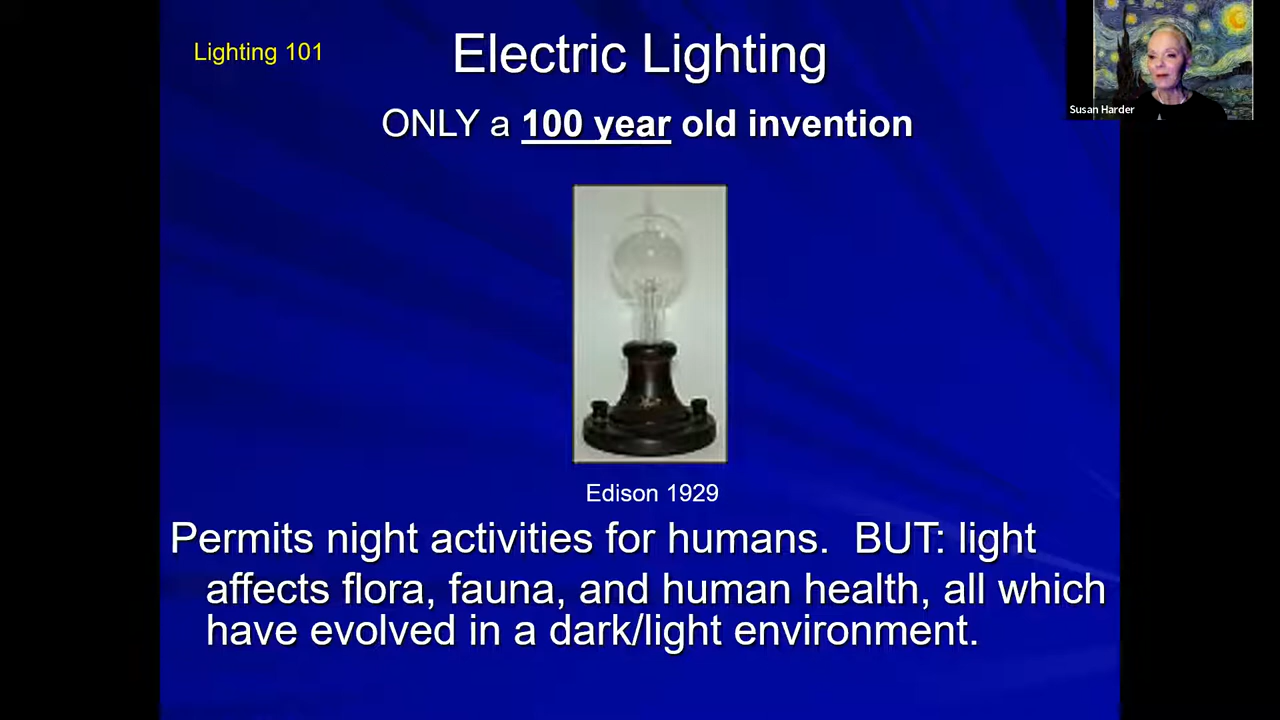 Lighting 101
Electric Lighting
ONLY a 100 year old invention
Susan Harder
Edison 1929
Permits night activities for humans.  BUT: light
affects flora, fauna, and human health, all which
have evolved in a dark/light environment.